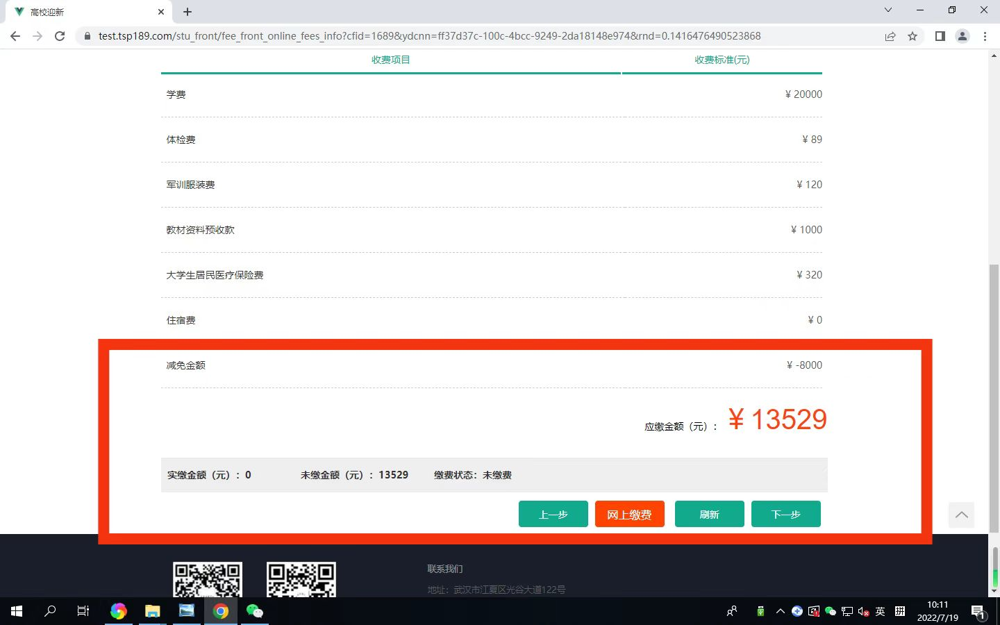 高校迎新
test.tsp189.com/stu_front/fee_front_online_fees_info?cfid=1689&ydcnn=ff37d37c-100c-4bcc-9249-2da18148e974&rnd=0.1416476490523868
收费项目 收费标准(元)
学费 ¥ 20000
体检费 ¥ 89
军训服装费 ¥ 120
教材资料预收款 ¥ 1000
大学生居民医疗保险费 ¥ 320
住宿费 ¥ 0
减免金额 ¥ -8000
应缴金额（元）： ¥ 13529
实缴金额（元）：0 未缴金额（元）：13529 缴费状态：未缴费
上一步 网上缴费 刷新 下一步
联系我们
地址：武汉市江夏区光谷大道122号
英 拼 10:11
2022/7/19 1